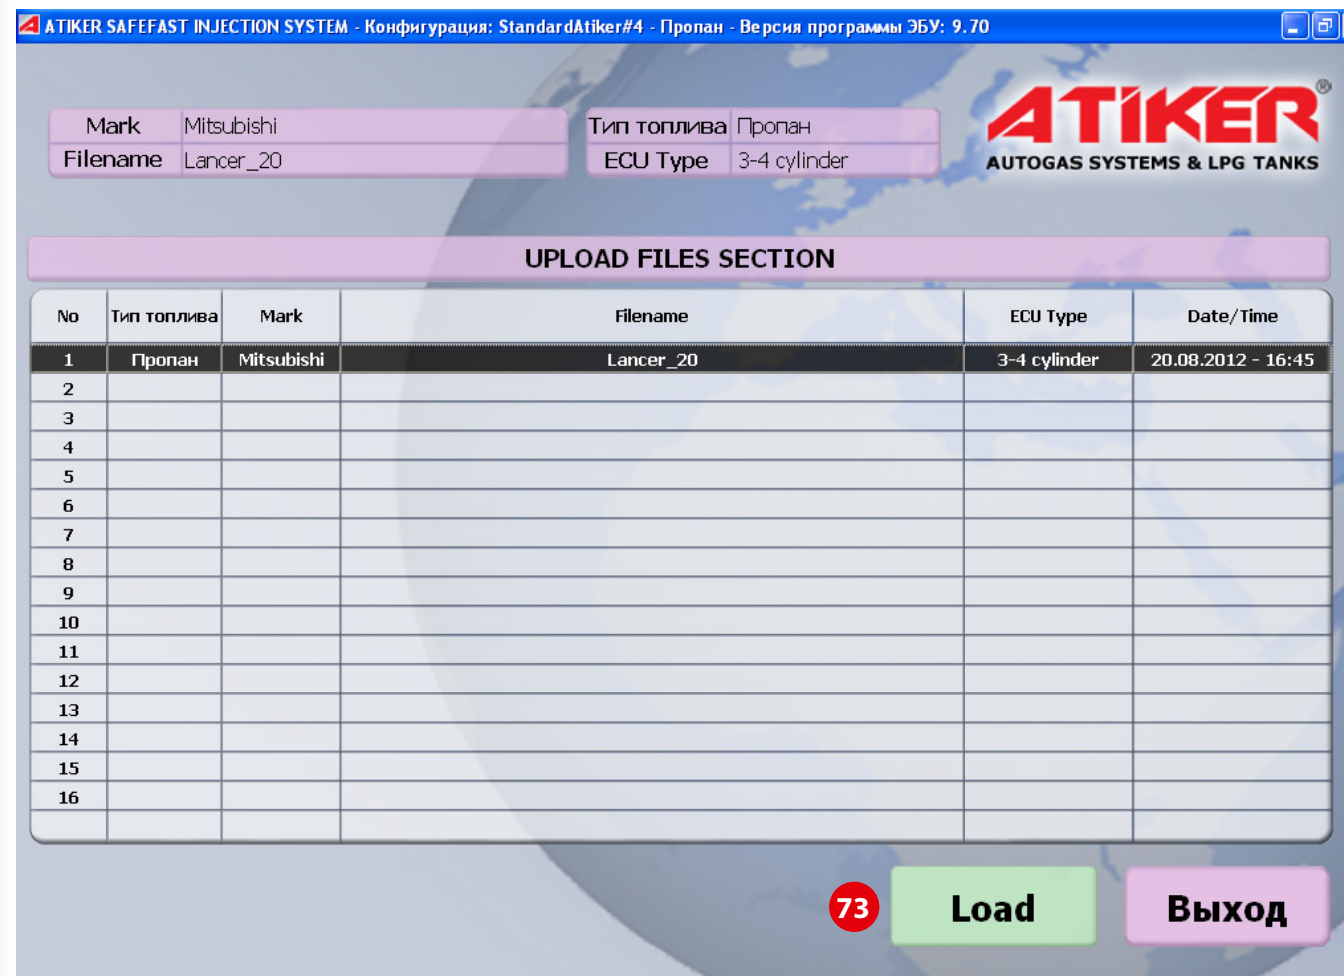 ATIKER SAFEFAST INJECTION SYSTEM - Конфигурация: StandardAtiker#4 - Пропан - Версия программы ЭБУ: 9.70
Mark Mitsubishi Тип топлива Пропан
Filename Lancer_20 ECU Type 3-4 cylinder
ATİKER®
AUTOGAS SYSTEMS & LPG TANKS
UPLOAD FILES SECTION
No Тип топлива Mark Filename ECU Type Date/Time
1 Пропан Mitsubishi Lancer_20 3-4 cylinder 20.08.2012 - 16:45
2
3
4
5
6
7
8
9
10
11
12
13
14
15
16
73 Load Выход